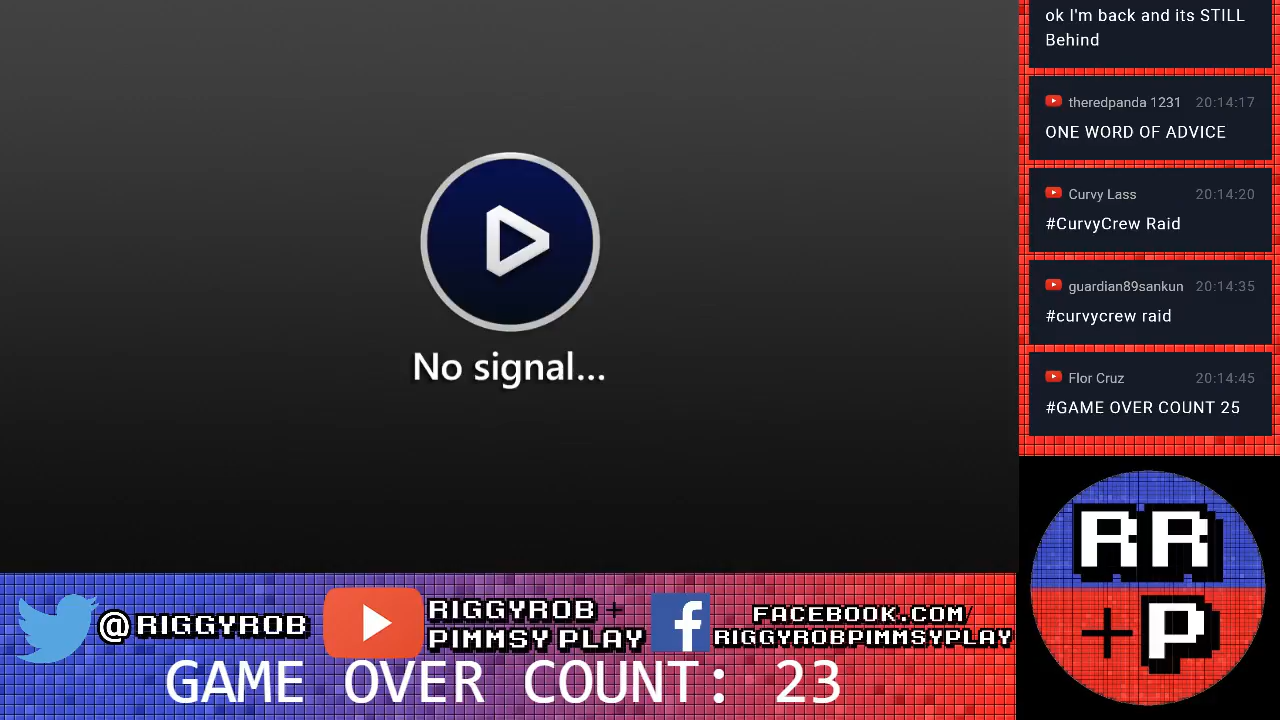 No signal...
ok I'm back and its STILL
Behind
theredpanda 1231 20:14:17
ONE WORD OF ADVICE
Curvy Lass 20:14:20
#CurvyCrew Raid
guardian89sankun 20:14:35
#curvycrew raid
Flor Cruz 20:14:45
#GAME OVER COUNT 25
RR
+P
@RIGGYROB
RIGGYROB +
PIMMSY PLAY
FACEBOOK.COM/
RIGGYROBPIMMSYPLAY
GAME OVER COUNT: 23